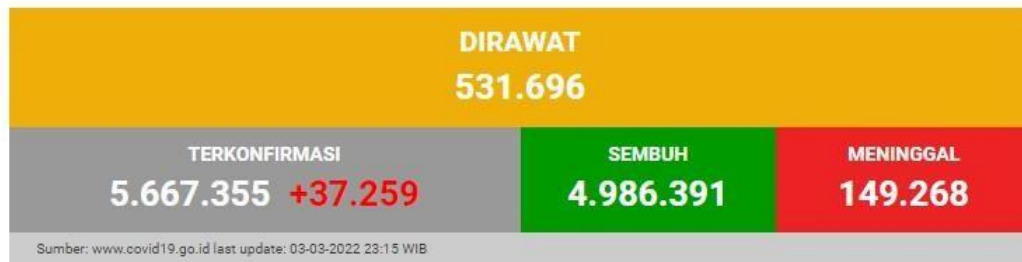 DIRAWAT
531.696
TERKONFIRMASI
5.667.355 +37.259
SEMBUH
4.986.391
MENINGGAL
149.268
Sumber: www.covid19.go.id last update: 03-03-2022 23:15 WIB